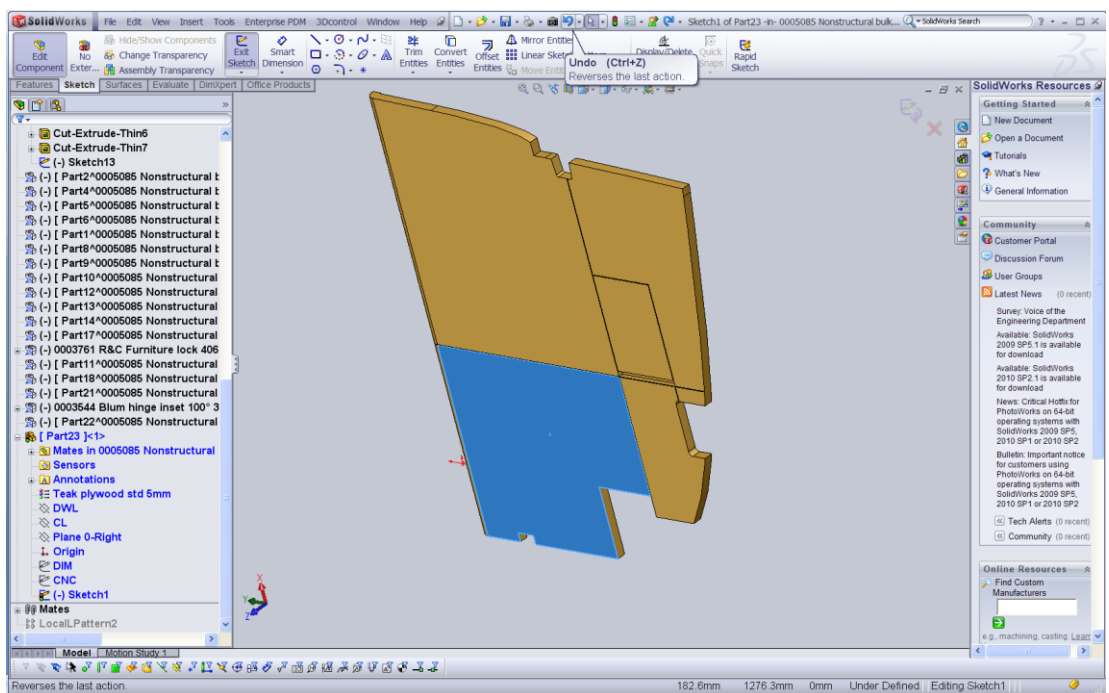 SolidWorks File Edit View Insert Tools Enterprise PDM 3Dcontrol Window Help Sketch1 of Part23 -in- 0005085 Nonstructural bulk... SolidWorks Search
Edit Component
No Exter...
Hide/Show Components
Change Transparency
Assembly Transparency
Exit Sketch
Smart Dimension
Trim Entities
Convert Entities
Offset Entities
Mirror Entities
Linear Sket
Move Enti
Display/Delete
Quick Snaps
Rapid Sketch
Undo (Ctrl+Z)
Reverses the last action.
Features Sketch Surfaces Evaluate DimXpert Office Products
Cut-Extrude-Thin6
Cut-Extrude-Thin7
(-) Sketch13
(-) [ Part2^0005085 Nonstructural b
(-) [ Part4^0005085 Nonstructural b
(-) [ Part5^0005085 Nonstructural b
(-) [ Part6^0005085 Nonstructural b
(-) [ Part1^0005085 Nonstructural b
(-) [ Part8^0005085 Nonstructural b
(-) [ Part9^0005085 Nonstructural b
(-) [ Part10^0005085 Nonstructural
(-) [ Part12^0005085 Nonstructural
(-) [ Part13^0005085 Nonstructural
(-) [ Part14^0005085 Nonstructural
(-) [ Part17^0005085 Nonstructural
(-) 0003761 R&C Furniture lock 406
(-) [ Part11^0005085 Nonstructural
(-) [ Part18^0005085 Nonstructural
(-) [ Part21^0005085 Nonstructural
(-) 0003544 Blum hinge inset 100° 3
(-) [ Part22^0005085 Nonstructural
[ Part23 ]<1>
Mates in 0005085 Nonstructural
Sensors
Annotations
Teak plywood std 5mm
DWL
CL
Plane 0-Right
Origin
DIM
CNC
(-) Sketch1
Mates
LocalLPattern2
X
Y
Z
SolidWorks Resources
Getting Started
New Document
Open a Document
Tutorials
What's New
General Information
Community
Customer Portal
Discussion Forum
User Groups
Latest News (0 recent)
Survey: Voice of the
Engineering Department
Available: SolidWorks
2009 SP5.1 is available
for download
Available: SolidWorks
2010 SP2.1 is available
for download
News: Critical Hotfix for
PhotoWorks on 64-bit
operating systems with
SolidWorks 2009 SP5,
2010 SP1 or 2010 SP2
Bulletin: Important notice
for customers using
PhotoWorks on 64-bit
operating systems with
SolidWorks 2009 SP5,
2010 SP1 or 2010 SP2
Tech Alerts (0 recent)
Community (0 recent)
Online Resources
Find Custom
Manufacturers
e.g., machining, casting Learn
Model Motion Study 1
Reverses the last action. 182.6mm 1276.3mm 0mm Under Defined Editing Sketch1